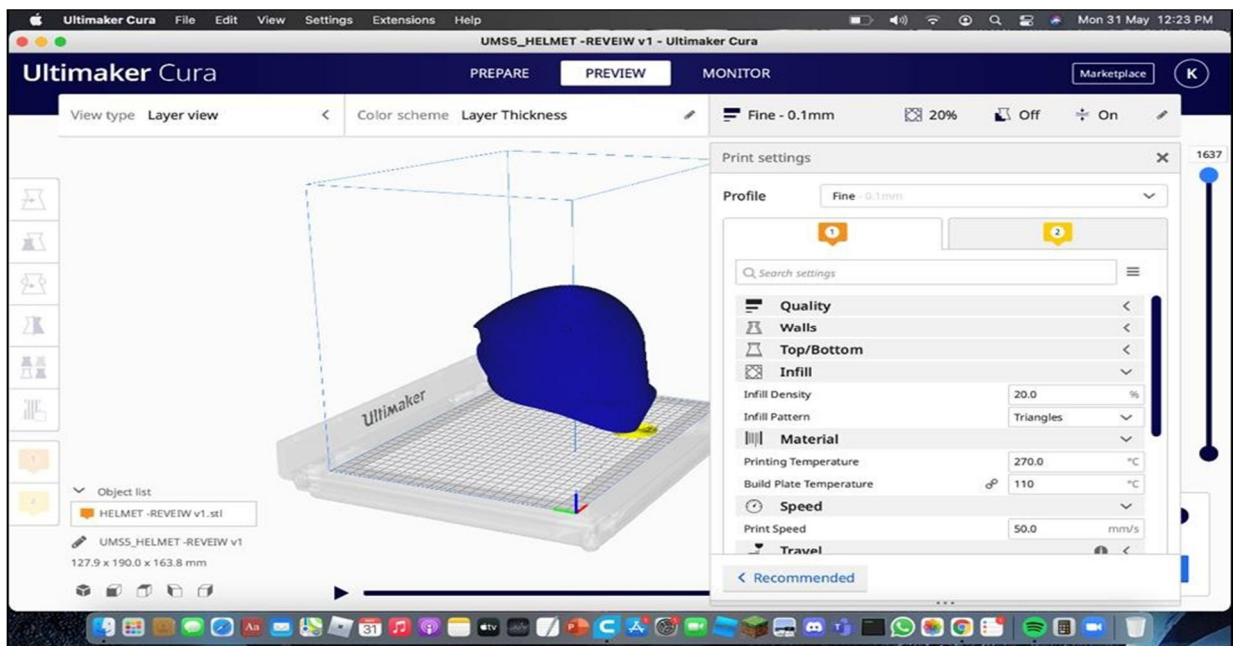 Ultimaker Cura File Edit View Settings Extensions Help Mon 31 May 12:23 PM
UMS5_HELMET -REVEIW v1 - Ultimaker Cura
Ultimaker Cura PREPARE PREVIEW MONITOR Marketplace K
View type Layer view Color scheme Layer Thickness Fine - 0.1mm 20% Off On
Print settings
1637
Profile Fine - 0.1mm
1 2
Search settings
Quality
Walls
Top/Bottom
Infill
Infill Density 20.0 %
Infill Pattern Triangles
Material
Printing Temperature 270.0 °C
Build Plate Temperature 110 °C
Speed
Print Speed 50.0 mm/s
Travel
Recommended
Ultimaker
Object list
HELMET -REVEIW v1.stl
UMS5_HELMET -REVEIW v1
127.9 x 190.0 x 163.8 mm
31 tv